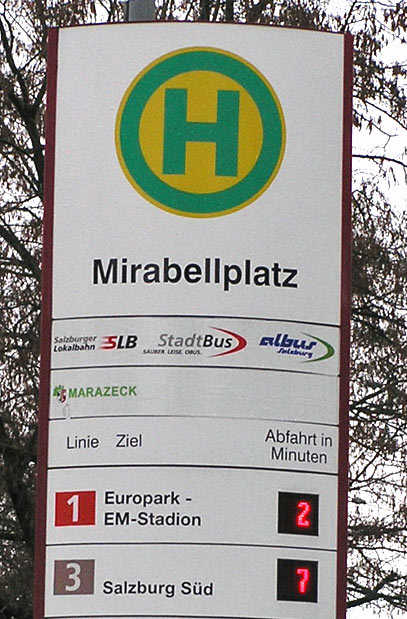 H
Mirabellplatz
Salzburger Lokalbahn SLB
StadtBus
SAUBER. LEISE. OBUS.
albus Salzburg
MARAZECK
Linie Ziel Abfahrt in Minuten
1 Europark - EM-Stadion 2
3 Salzburg Süd 7